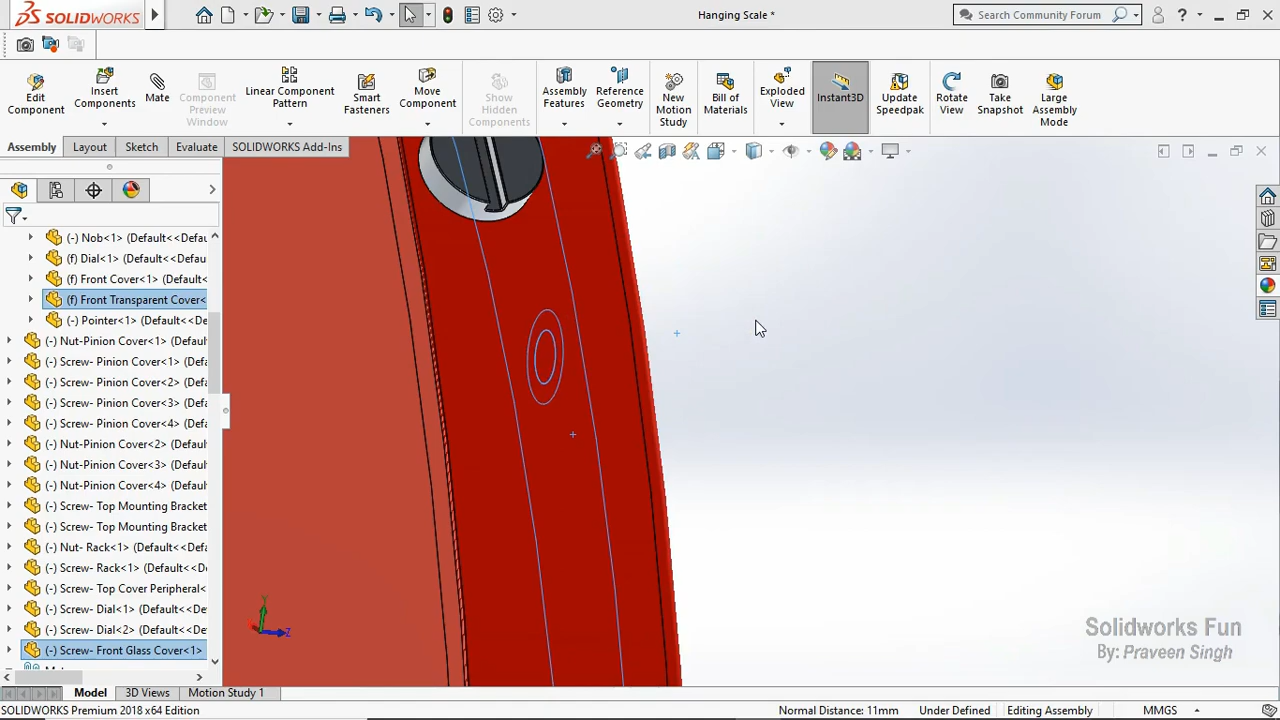 SOLIDWORKS
Hanging Scale *
Search Community Forum
Edit
Component
Insert
Components
Mate
Component
Preview
Window
Linear Component
Pattern
Smart
Fasteners
Move
Component
Show
Hidden
Components
Assembly
Features
Reference
Geometry
New
Motion
Study
Bill of
Materials
Exploded
View
Instant3D
Update
Speedpak
Rotate
View
Take
Snapshot
Large
Assembly
Mode
Assembly
Layout
Sketch
Evaluate
SOLIDWORKS Add-Ins
(-) Nob<1> (Default<<Defau
(f) Dial<1> (Default<<Defau
(f) Front Cover<1> (Default<
(f) Front Transparent Cover<
(-) Pointer<1> (Default<<De
(-) Nut-Pinion Cover<1> (Defau
(-) Screw- Pinion Cover<1> (Defa
(-) Screw- Pinion Cover<2> (Defa
(-) Screw- Pinion Cover<3> (Defa
(-) Screw- Pinion Cover<4> (Defa
(-) Nut-Pinion Cover<2> (Defau
(-) Nut-Pinion Cover<3> (Defau
(-) Nut-Pinion Cover<4> (Defau
(-) Screw- Top Mounting Bracket
(-) Screw- Top Mounting Bracket
(-) Nut- Rack<1> (Default<<Def
(-) Screw- Rack<1> (Default<<D
(-) Screw- Top Cover Peripheral<
(-) Screw- Dial<1> (Default<<De
(-) Screw- Dial<2> (Default<<De
(-) Screw- Front Glass Cover<1>
Y
Z
Solidworks Fun
By: Praveen Singh
Model
3D Views
Motion Study 1
SOLIDWORKS Premium 2018 x64 Edition
Normal Distance: 11mm
Under Defined
Editing Assembly
MMGS